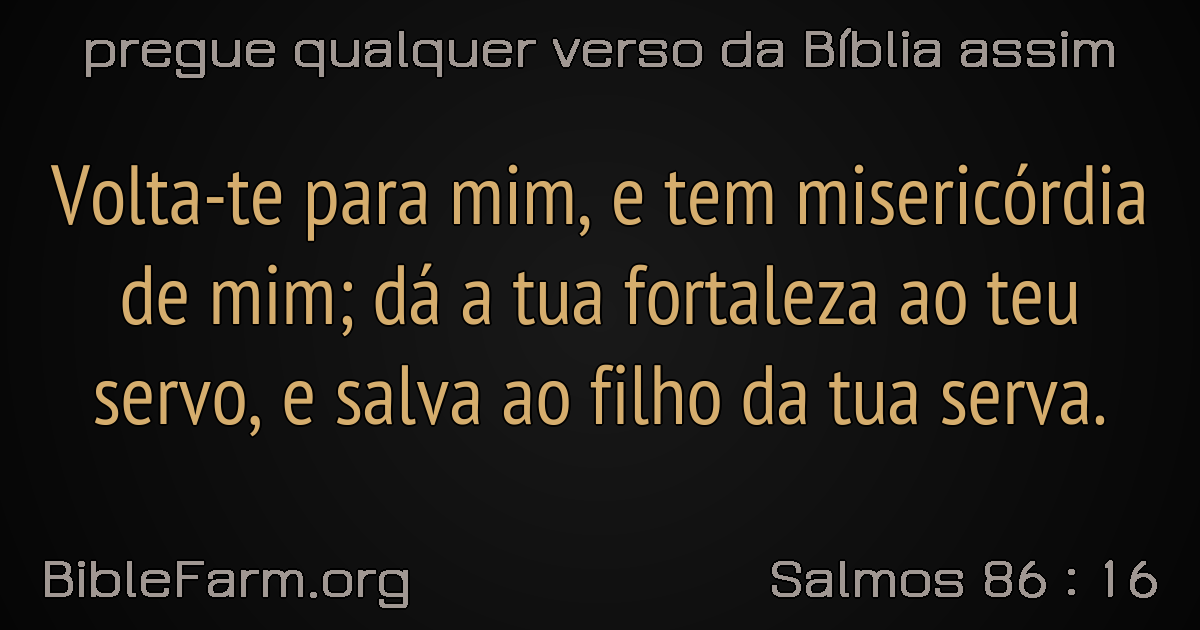 pregue qualquer verso da Bíblia assim
Volta-te para mim, e tem misericórdia
de mim; dá a tua fortaleza ao teu
servo, e salva ao filho da tua serva.
BibleFarm.org
Salmos 86 : 16